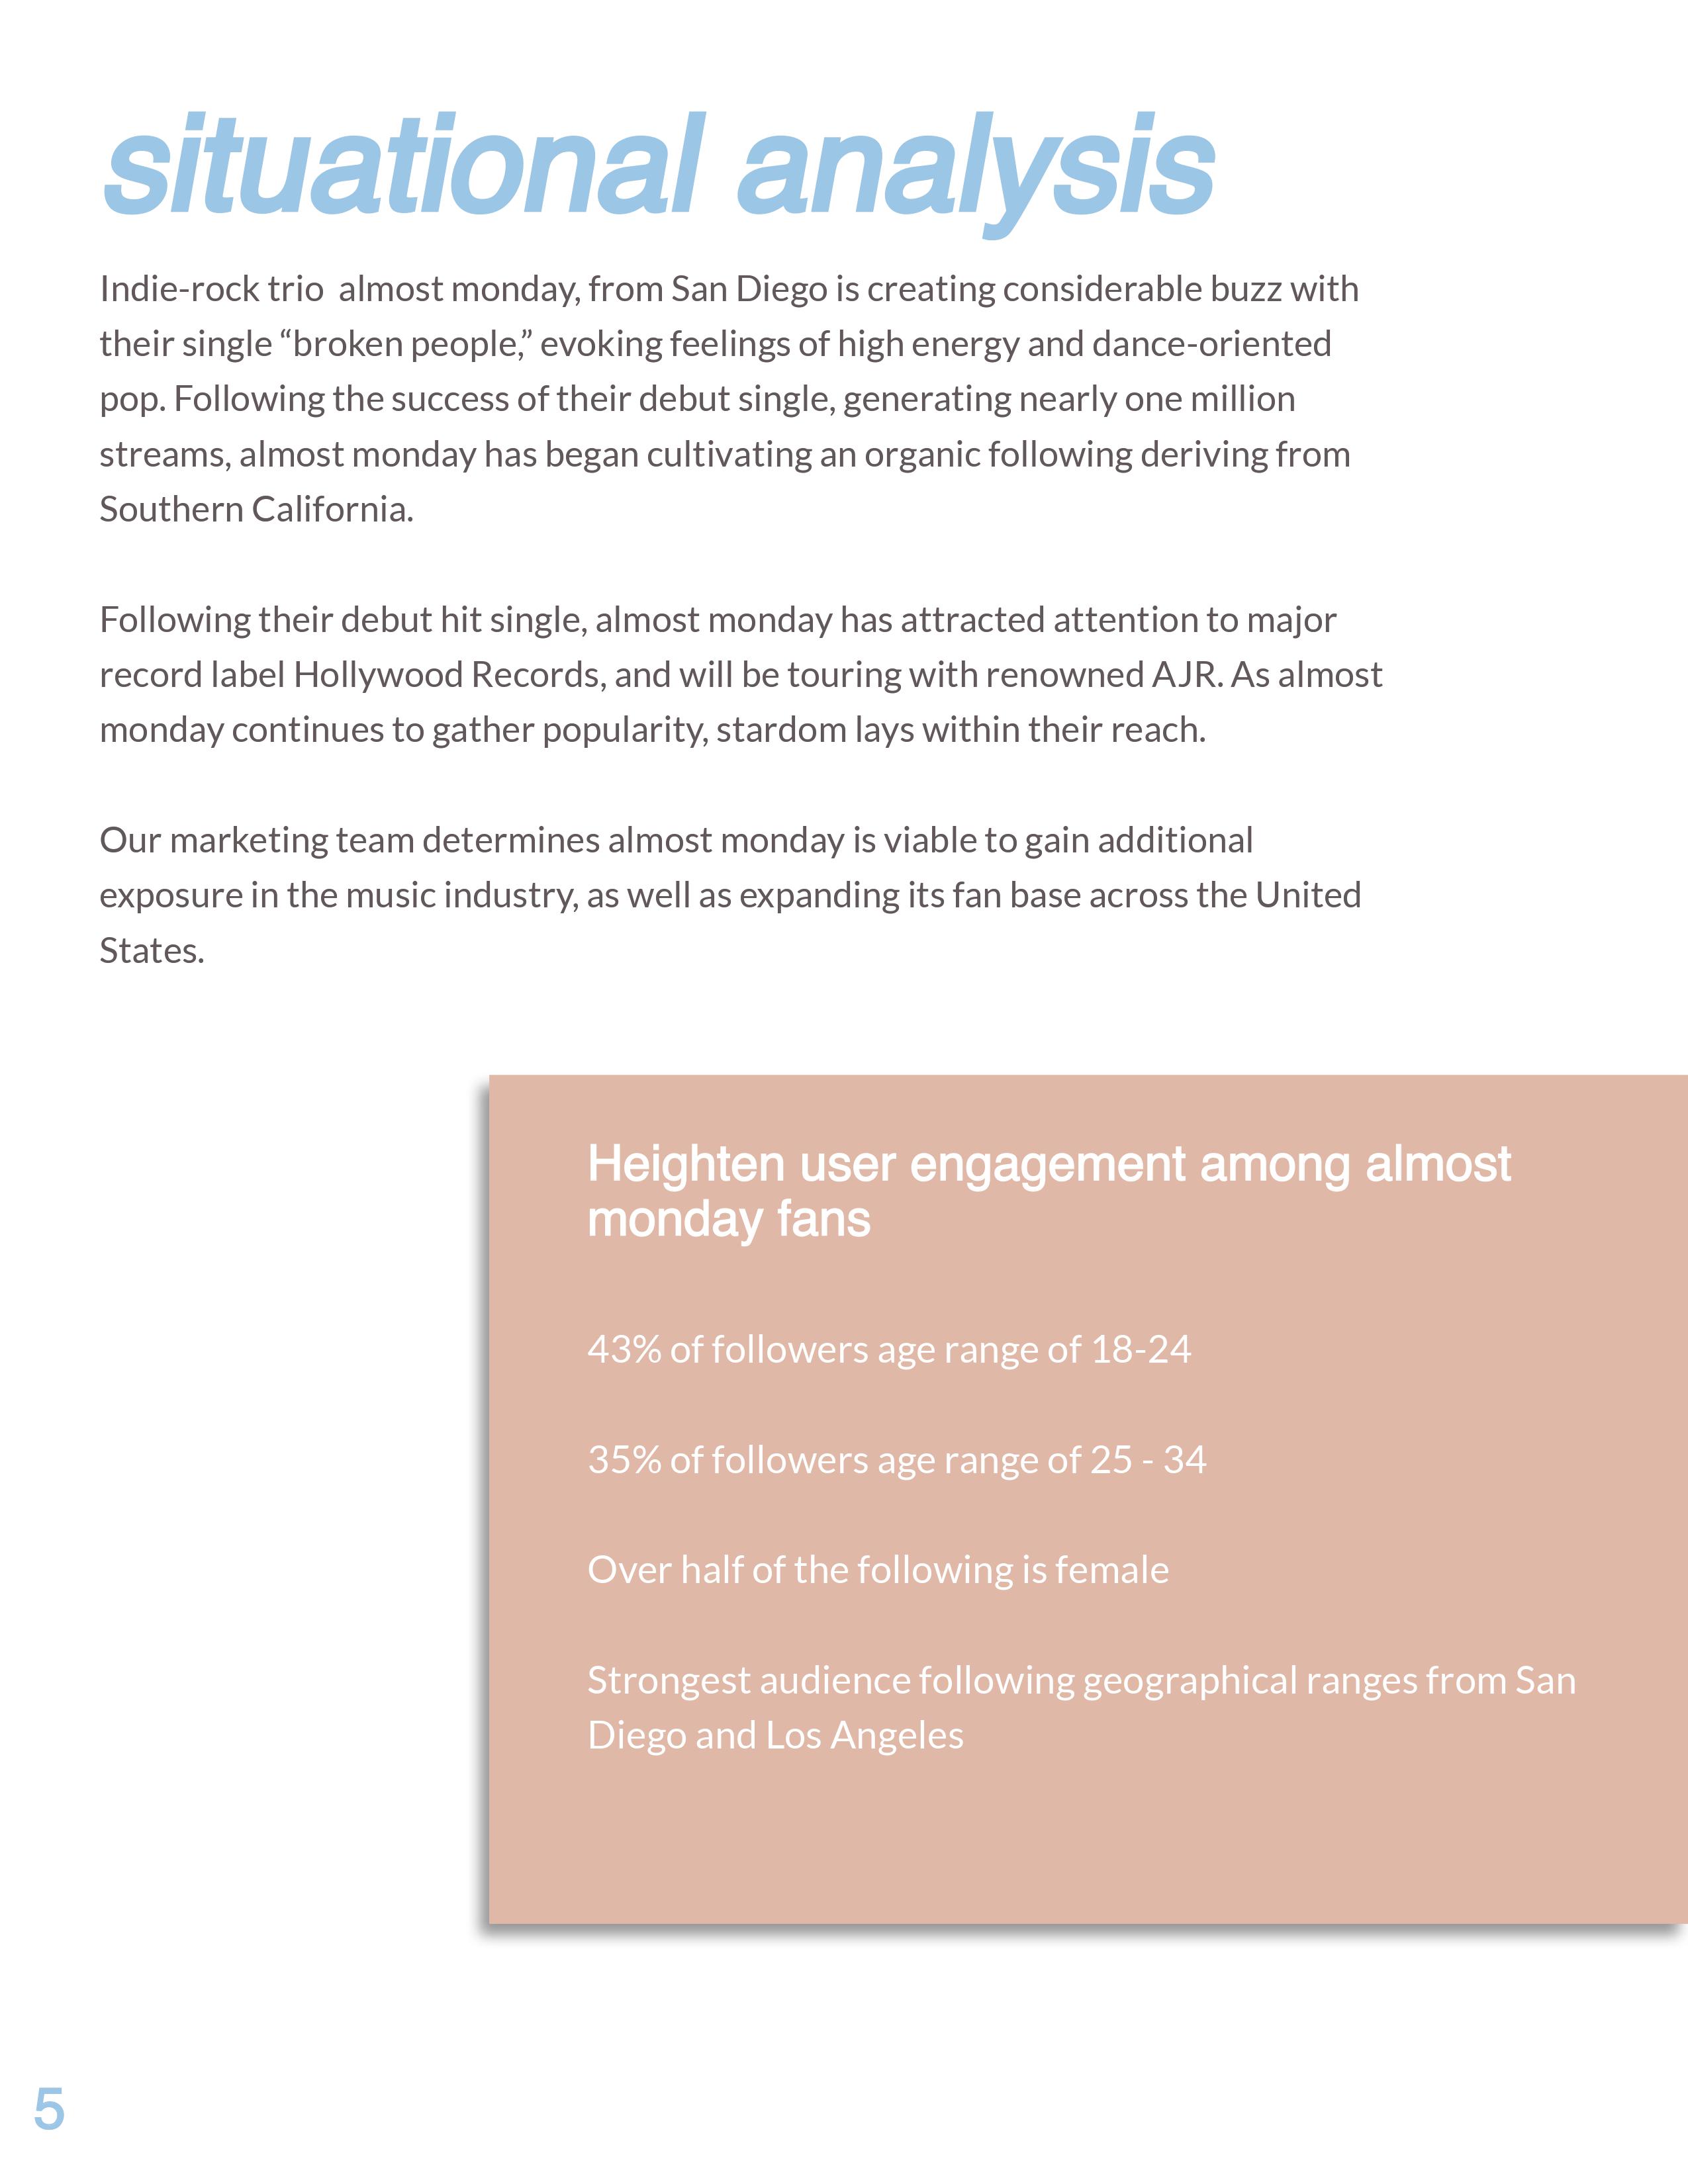 situational analysis
Indie-rock trio  almost monday, from San Diego is creating considerable buzz with
their single “broken people,” evoking feelings of high energy and dance-oriented
pop. Following the success of their debut single, generating nearly one million
streams, almost monday has began cultivating an organic following deriving from
Southern California.
Following their debut hit single, almost monday has attracted attention to major
record label Hollywood Records, and will be touring with renowned AJR. As almost
monday continues to gather popularity, stardom lays within their reach.
Our marketing team determines almost monday is viable to gain additional
exposure in the music industry, as well as expanding its fan base across the United
States.
Heighten user engagement among almost
monday fans
43% of followers age range of 18-24
35% of followers age range of 25 - 34
Over half of the following is female
Strongest audience following geographical ranges from San
Diego and Los Angeles
5